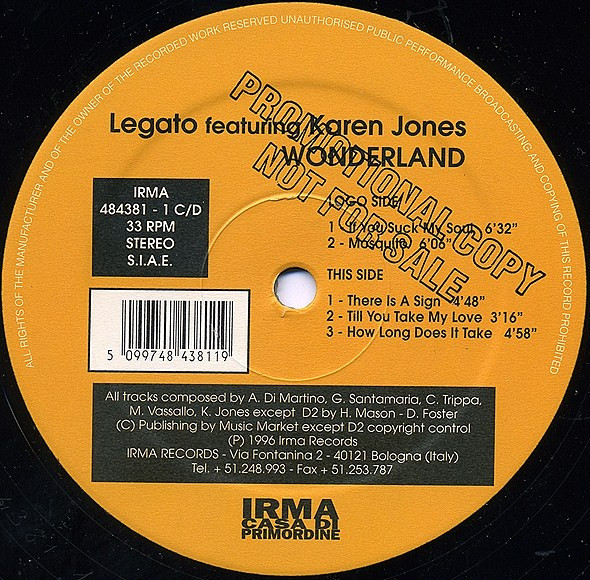 ALL RIGHTS OF THE MANUFACTURER AND OF THE OWNER OF THE RECORDED WORK RESERVED UNAUTHORISED PUBLIC PERFORMANCE BROADCASTING AND COPYING OF THIS RECORD PROHIBITED
PROMOTIONAL COPY
NOT FOR SALE
Legato featuring Karen Jones
WONDERLAND
IRMA
484381 - 1 C/D
33 RPM
STEREO
S.I.A.E.
LOGO SIDE
1 - If You Suck My Soul 6'32"
2 - Mosquito 6'06"
THIS SIDE
1 - There Is A Sign 4'48"
2 - Till You Take My Love 3'16"
3 - How Long Does It Take 4'58"
5 099748 438119
All tracks composed by A. Di Martino, G. Santamaria, C. Trippa,
M. Vassallo, K. Jones except D2 by H. Mason - D. Foster
(C) Publishing by Music Market except D2 copyright control
(P) 1996 Irma Records
IRMA RECORDS - Via Fontanina 2 - 40121 Bologna (Italy)
Tel. + 51.248.993 - Fax + 51.253.787
IRMA
CASA DI
PRIMORDINE